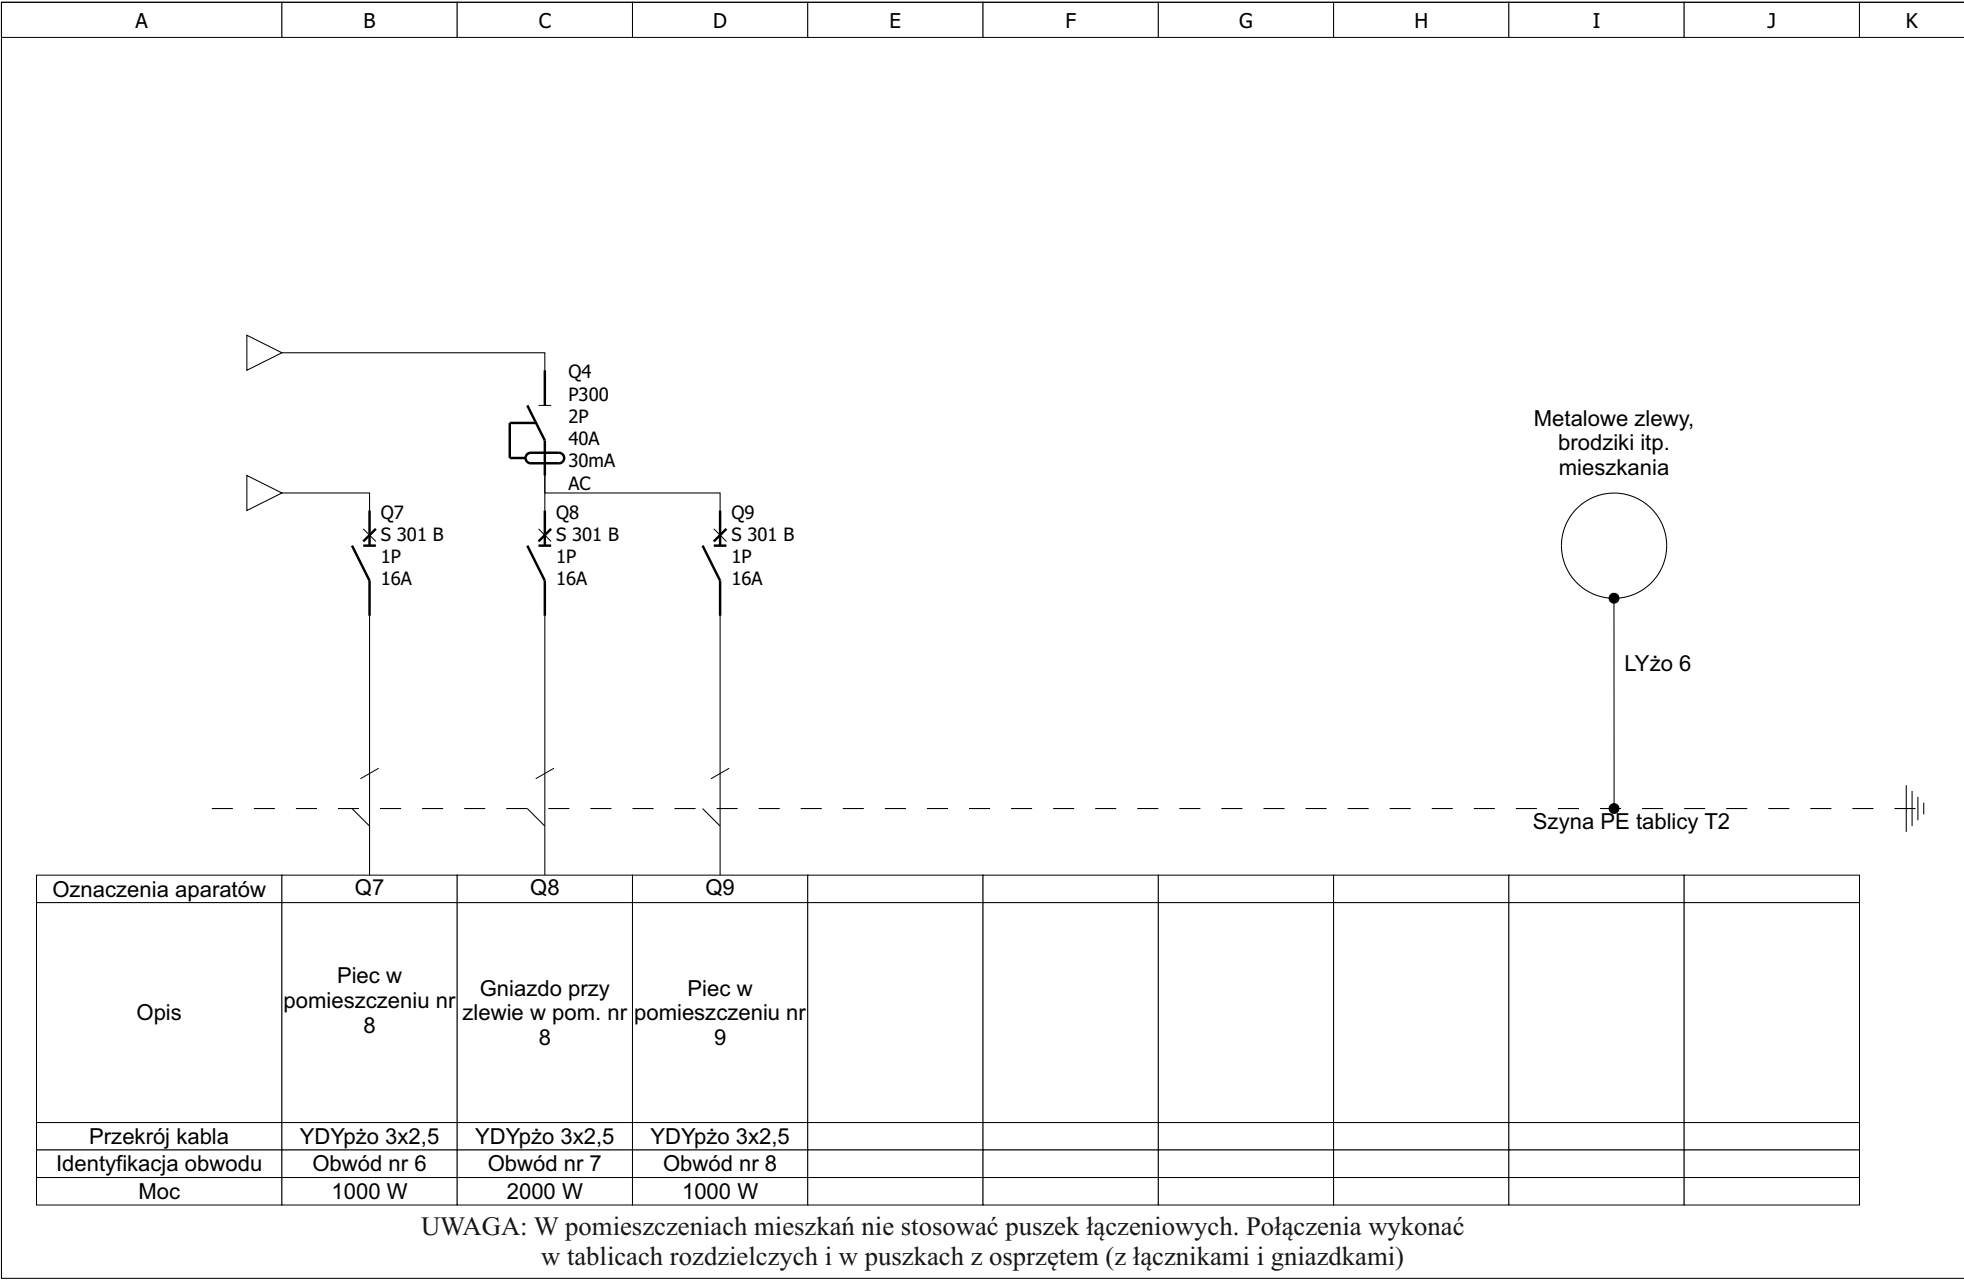 A B C D E F G H I J K
Q4
P300
2P
40A
30mA
AC
Metalowe zlewy,
brodziki itp.
mieszkania
Q7
S 301 B
1P
16A
Q8
S 301 B
1P
16A
Q9
S 301 B
1P
16A
LYżo 6
Szyna PE tablicy T2
Oznaczenia aparatów Q7 Q8 Q9
Opis
Piec w
pomieszczeniu nr
8
Gniazdo przy
zlewie w pom. nr
8
Piec w
pomieszczeniu nr
9
Przekrój kabla YDYpżo 3x2,5 YDYpżo 3x2,5 YDYpżo 3x2,5
Identyfikacja obwodu Obwód nr 6 Obwód nr 7 Obwód nr 8
Moc 1000 W 2000 W 1000 W
UWAGA: W pomieszczeniach mieszkań nie stosować puszek łączeniowych. Połączenia wykonać
w tablicach rozdzielczych i w puszkach z osprzętem (z łącznikami i gniazdkami)